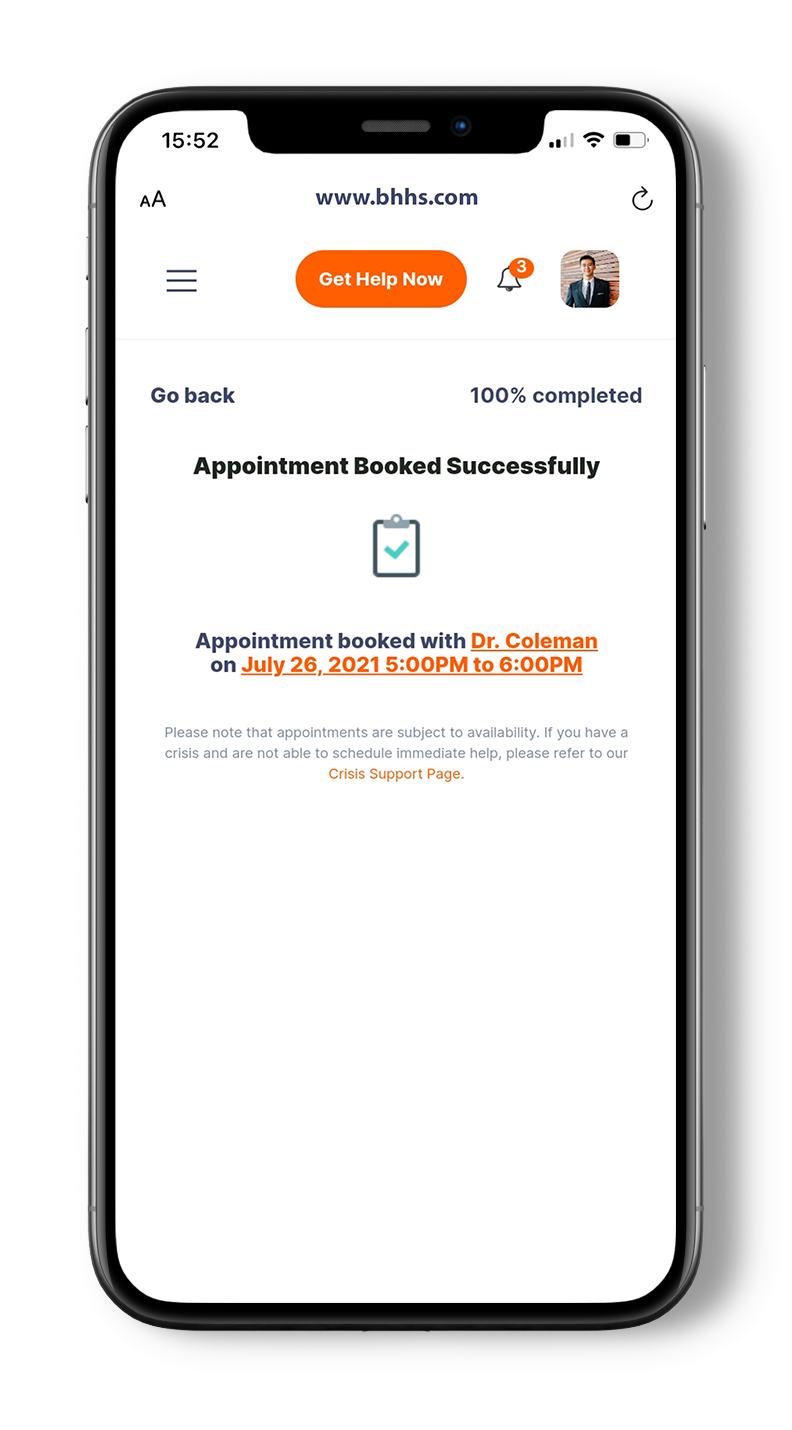 15:52
AA
www.bhhs.com
Get Help Now
3
Go back
100% completed
Appointment Booked Successfully
Appointment booked with Dr. Coleman
on July 26, 2021 5:00PM to 6:00PM
Please note that appointments are subject to availability. If you have a
crisis and are not able to schedule immediate help, please refer to our
Crisis Support Page.